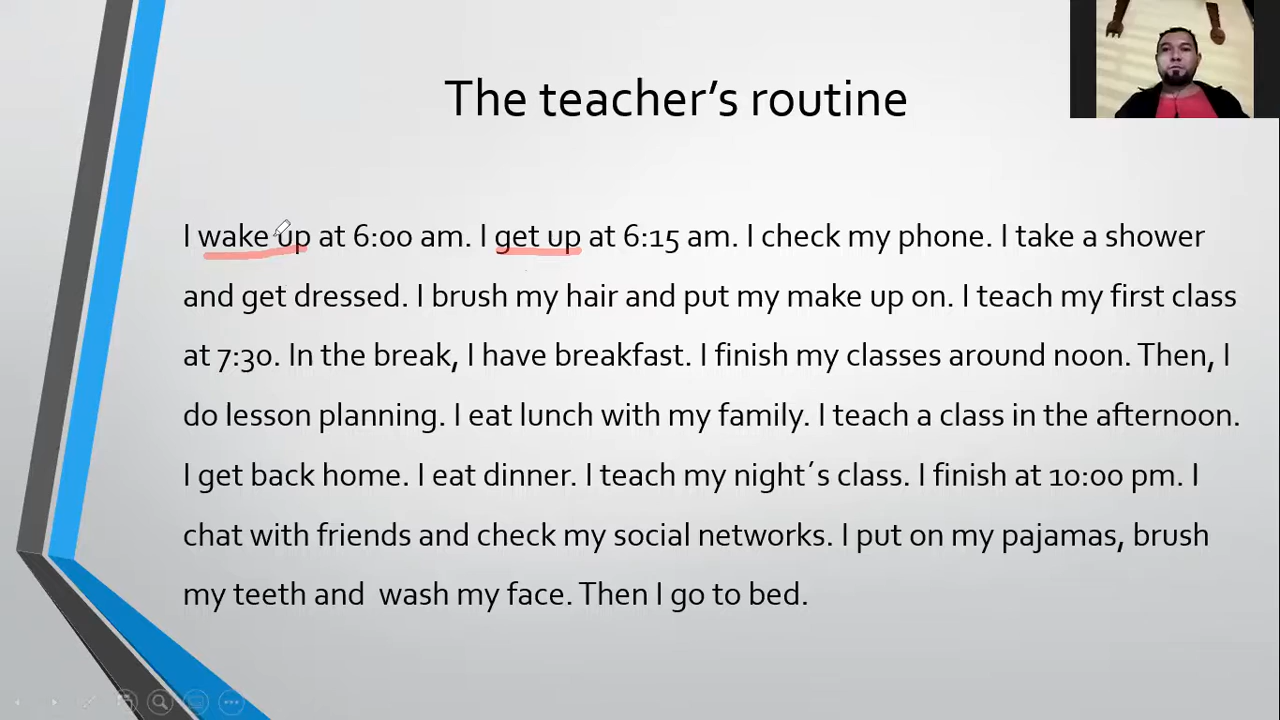 The teacher’s routine
I wake up at 6:00 am. I get up at 6:15 am. I check my phone. I take a shower
and get dressed. I brush my hair and put my make up on. I teach my first class
at 7:30. In the break, I have breakfast. I finish my classes around noon. Then, I
do lesson planning. I eat lunch with my family. I teach a class in the afternoon.
I get back home. I eat dinner. I teach my night´s class. I finish at 10:00 pm. I
chat with friends and check my social networks. I put on my pajamas, brush
my teeth and  wash my face. Then I go to bed.